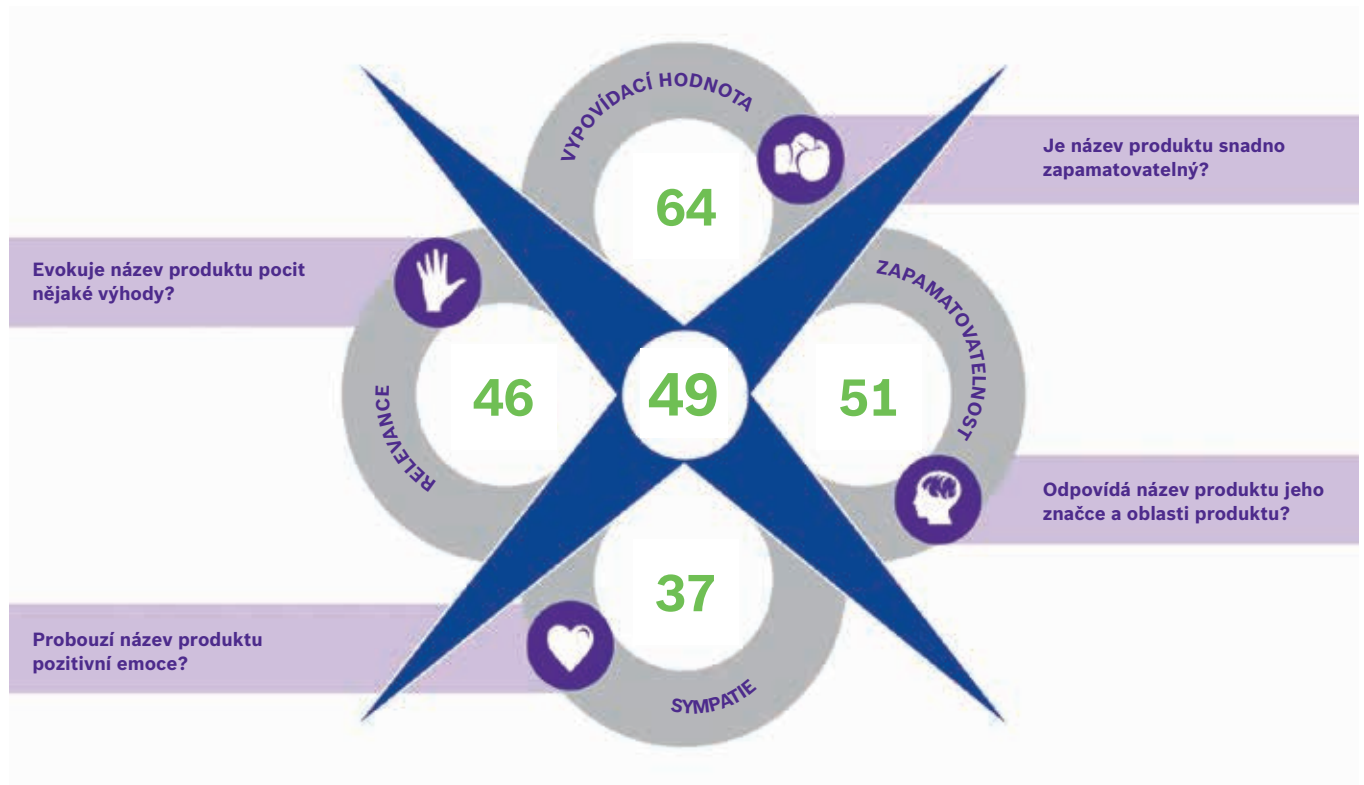 VYPOVÍDACÍ HODNOTA
64
Je název produktu snadno
zapamatovatelný?
Evokuje název produktu pocit
nějaké výhody?
ZAPAMATOVATELNOST
46
49
51
RELEVANCE
Odpovídá název produktu jeho
značce a oblasti produktu?
37
Probouzí název produktu
pozitivní emoce?
SYMPATIE